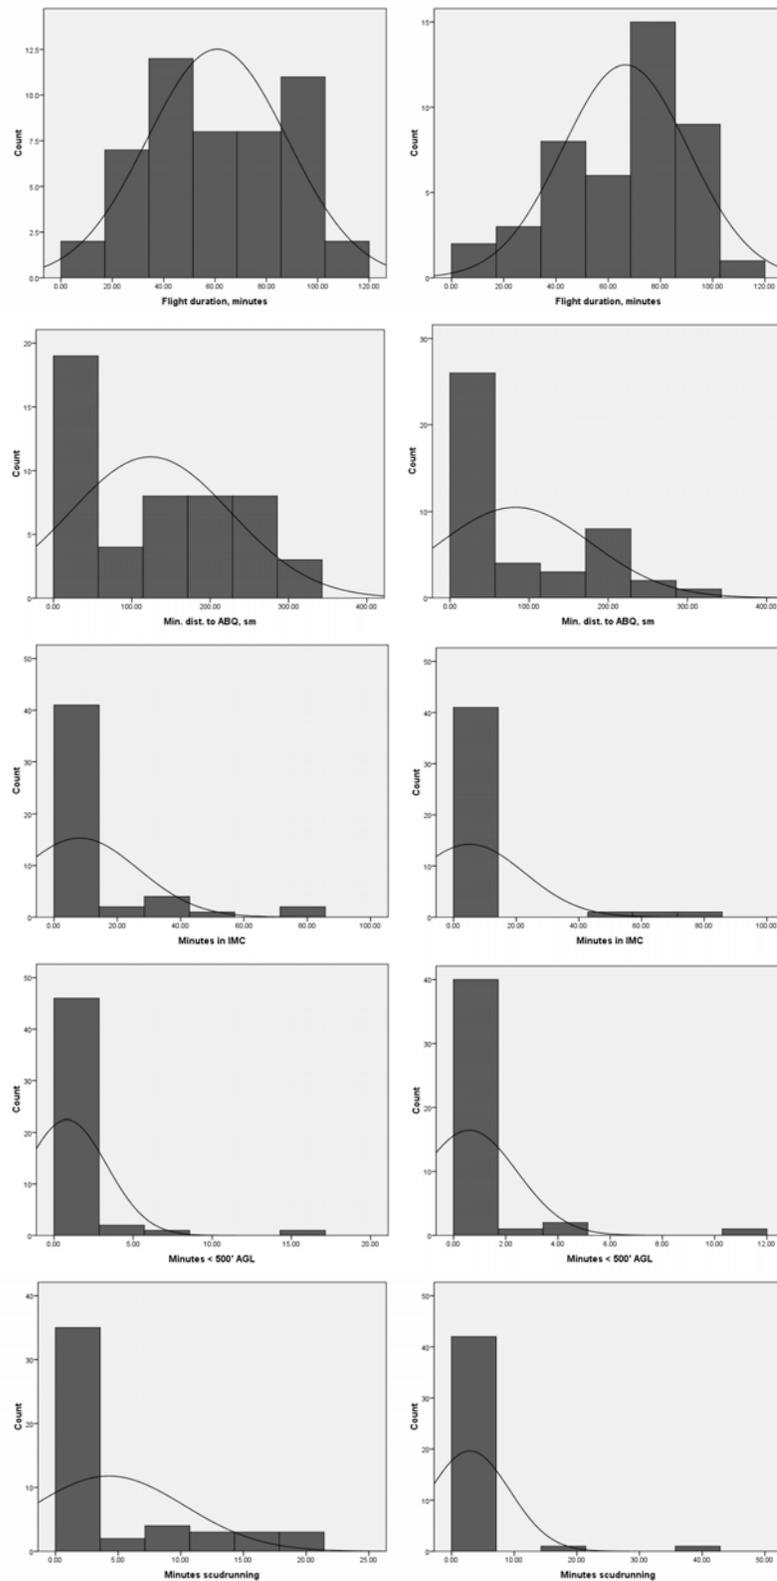 12.5
10.0
7.5
5.0
2.5
0.0
Count
0.00 20.00 40.00 60.00 80.00 100.00 120.00
Flight duration, minutes
15
10
5
0
Count
0.00 20.00 40.00 60.00 80.00 100.00 120.00
Flight duration, minutes
20
15
10
5
0
Count
0.00 100.00 200.00 300.00 400.00
Min. dist. to ABQ, sm
30
20
10
0
Count
0.00 100.00 200.00 300.00 400.00
Min. dist. to ABQ, sm
50
40
30
20
10
0
Count
0.00 20.00 40.00 60.00 80.00 100.00
Minutes in IMC
50
40
30
20
10
0
Count
0.00 20.00 40.00 60.00 80.00 100.00
Minutes in IMC
50
40
30
20
10
0
Count
0.00 5.00 10.00 15.00 20.00
Minutes < 500' AGL
40
30
20
10
0
Count
0.00 2.00 4.00 6.00 8.00 10.00 12.00
Minutes < 500' AGL
40
30
20
10
0
Count
0.00 5.00 10.00 15.00 20.00 25.00
Minutes scudrunning
50
40
30
20
10
0
Count
0.00 10.00 20.00 30.00 40.00 50.00
Minutes scudrunning